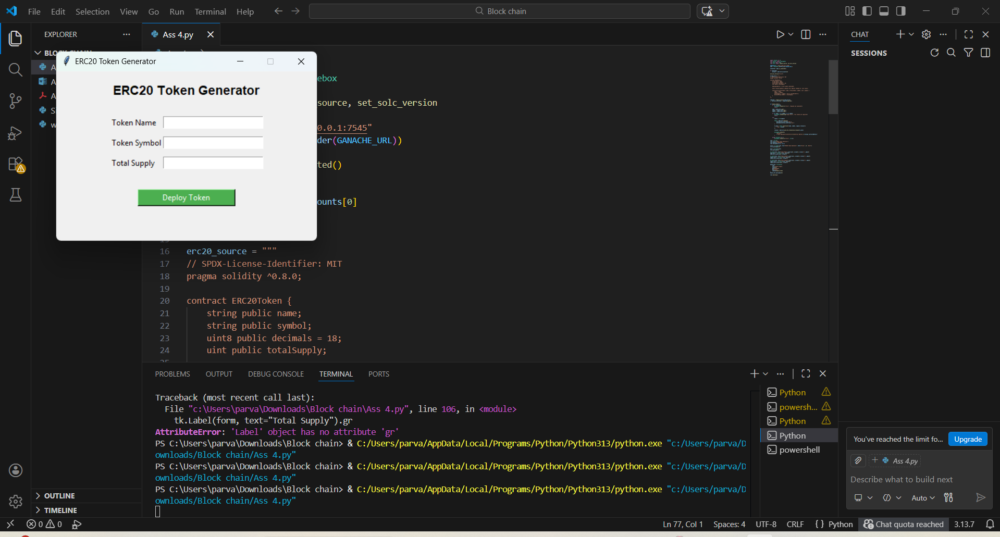 File Edit Selection View Go Run Terminal Help
Block chain
EXPLORER
Ass 4.py
CHAT
SESSIONS
ERC20 Token Generator
ERC20 Token Generator
Token Name
Token Symbol
Total Supply
Deploy Token
ebox
source, set_solc_version
0.0.1:7545"
der(GANACHE_URL))
ted()
ounts[0]
16 erc20_source = """
17 // SPDX-License-Identifier: MIT
18 pragma solidity ^0.8.0;
19
20 contract ERC20Token {
21 string public name;
22 string public symbol;
23 uint8 public decimals = 18;
24 uint public totalSupply;
PROBLEMS OUTPUT DEBUG CONSOLE TERMINAL PORTS
Traceback (most recent call last):
File "c:\Users\parva\Downloads\Block chain\Ass 4.py", line 106, in <module>
tk.Label(form, text="Total Supply").gr
AttributeError: 'Label' object has no attribute 'gr'
PS C:\Users\parva\Downloads\Block chain> & C:/Users/parva/AppData/Local/Programs/Python/Python313/python.exe "c:/Users/parva/D
ownloads/Block chain/Ass 4.py"
PS C:\Users\parva\Downloads\Block chain> & C:/Users/parva/AppData/Local/Programs/Python/Python313/python.exe "c:/Users/parva/D
ownloads/Block chain/Ass 4.py"
PS C:\Users\parva\Downloads\Block chain> & C:/Users/parva/AppData/Local/Programs/Python/Python313/python.exe "c:/Users/parva/D
ownloads/Block chain/Ass 4.py"
Python
powersh...
Python
Python
powershell
You've reached the limit fo... Upgrade
Ass 4.py
Describe what to build next
Auto
OUTLINE
TIMELINE
0 0
Ln 77, Col 1 Spaces: 4 UTF-8 CRLF {} Python Chat quota reached 3.13.7